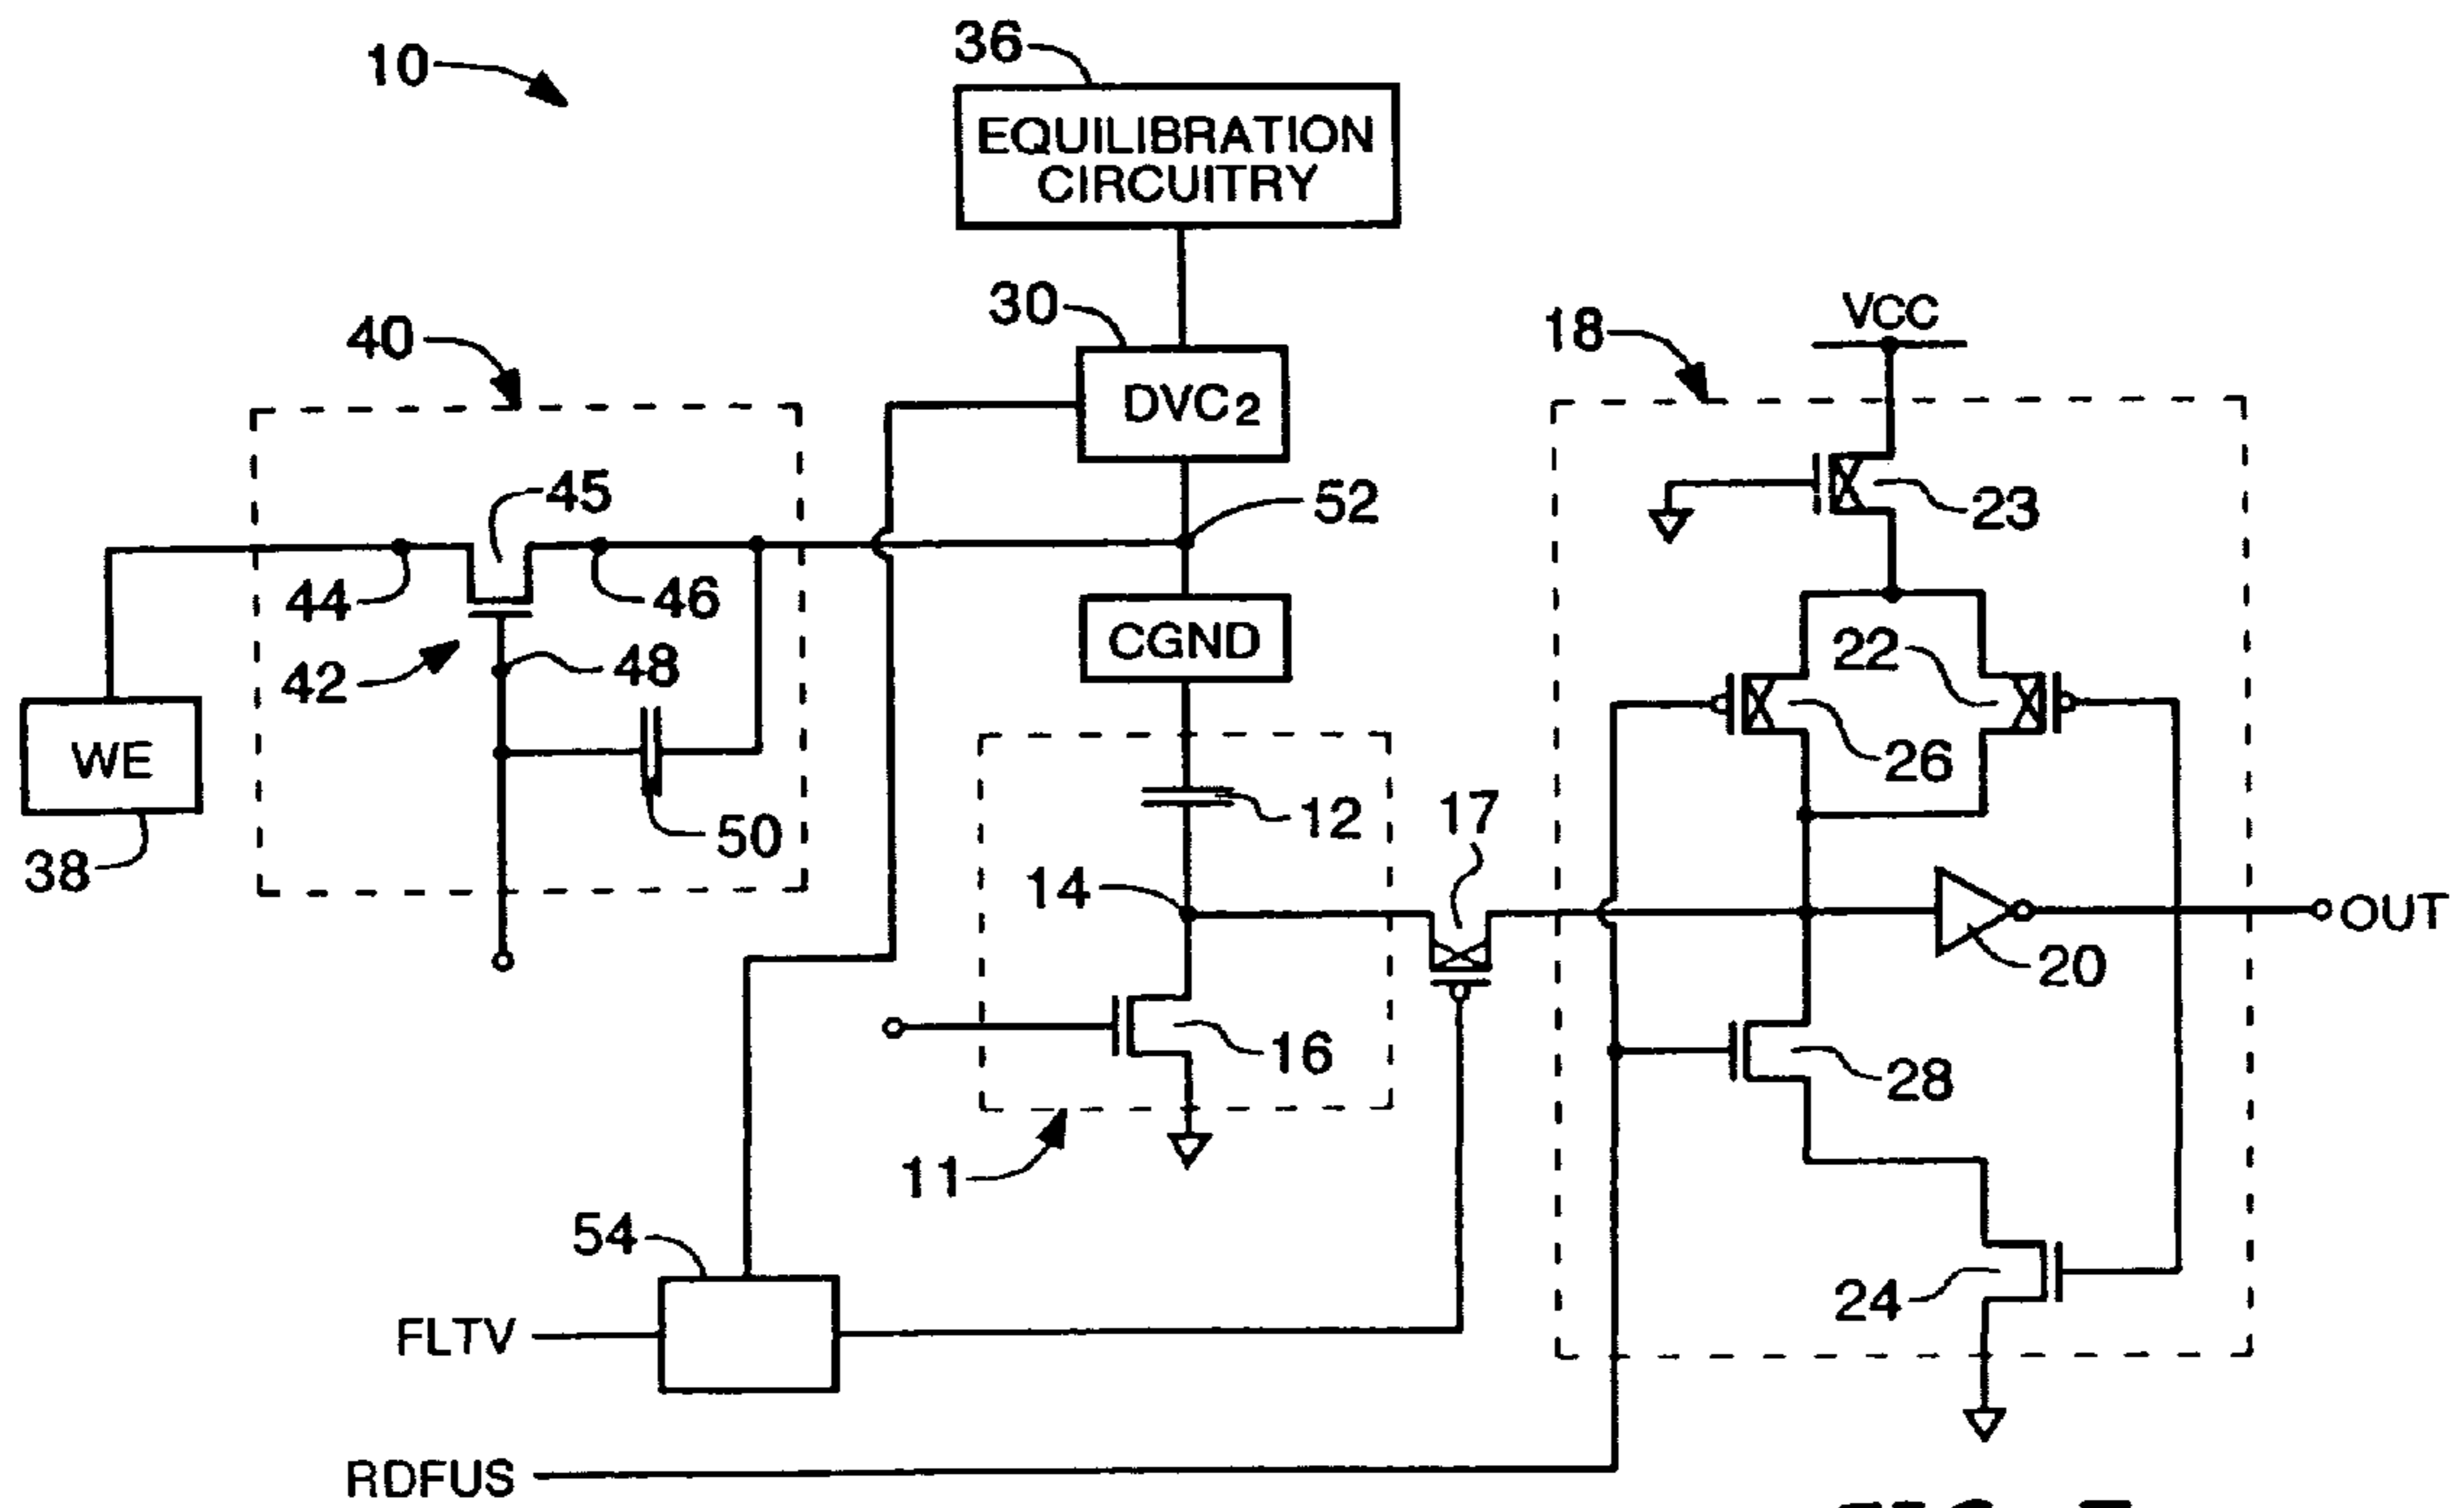 10
36
EQUILIBRATION
CIRCUITRY
30
DVC2
40
18
VCC
45
52
23
44
46
42
48
CGND
22
26
WE
38
50
12
17
14
20
OUT
16
28
11
54
24
FLTV
RDFUS